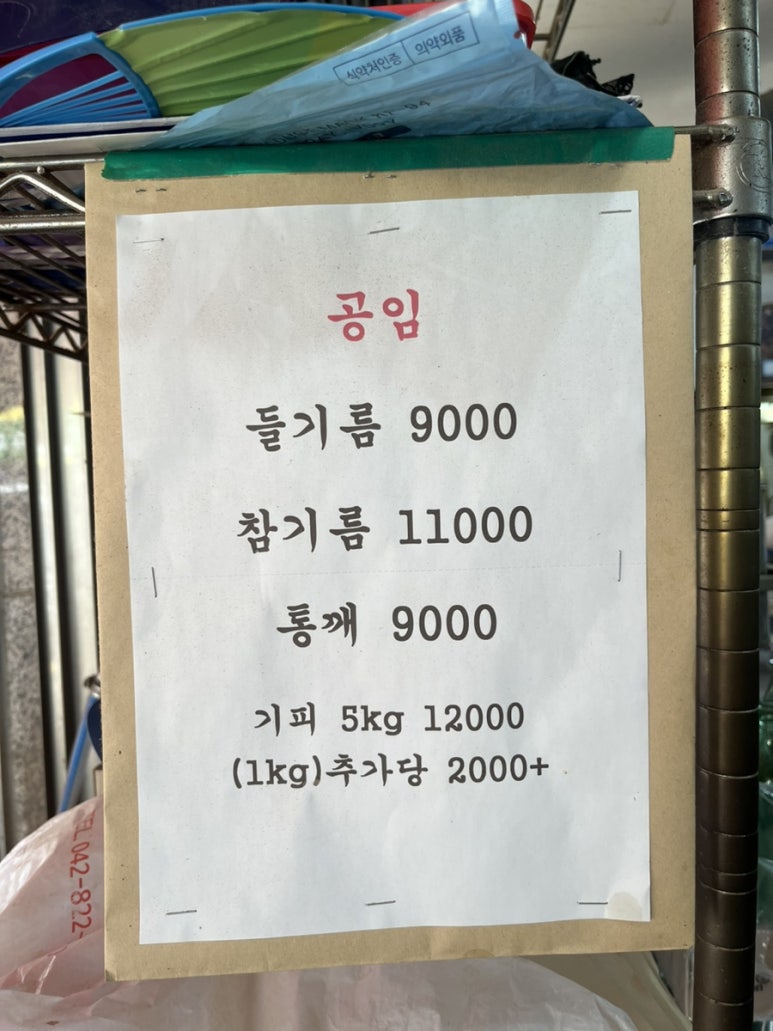 식약처인증 의약외품
공임
들기름 9000
참기름 11000
통깨 9000
기피 5kg 12000
(1kg)추가당 2000+
TEL 042-822-